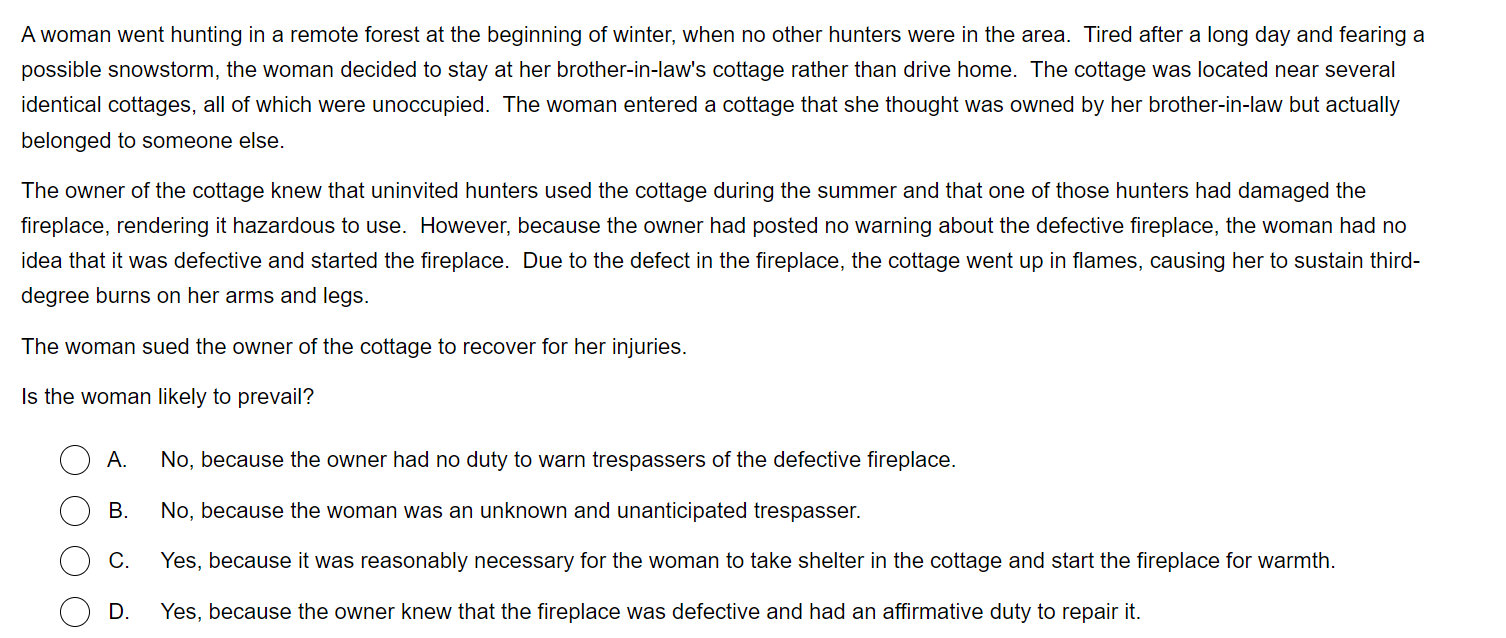 A woman went hunting in a remote forest at the beginning of winter, when no other hunters were in the area.  Tired after a long day and fearing a
possible snowstorm, the woman decided to stay at her brother-in-law's cottage rather than drive home.  The cottage was located near several
identical cottages, all of which were unoccupied.  The woman entered a cottage that she thought was owned by her brother-in-law but actually
belonged to someone else.
The owner of the cottage knew that uninvited hunters used the cottage during the summer and that one of those hunters had damaged the
fireplace, rendering it hazardous to use.  However, because the owner had posted no warning about the defective fireplace, the woman had no
idea that it was defective and started the fireplace.  Due to the defect in the fireplace, the cottage went up in flames, causing her to sustain third-
degree burns on her arms and legs.
The woman sued the owner of the cottage to recover for her injuries.
Is the woman likely to prevail?
A. No, because the owner had no duty to warn trespassers of the defective fireplace.
B. No, because the woman was an unknown and unanticipated trespasser.
C. Yes, because it was reasonably necessary for the woman to take shelter in the cottage and start the fireplace for warmth.
D. Yes, because the owner knew that the fireplace was defective and had an affirmative duty to repair it.